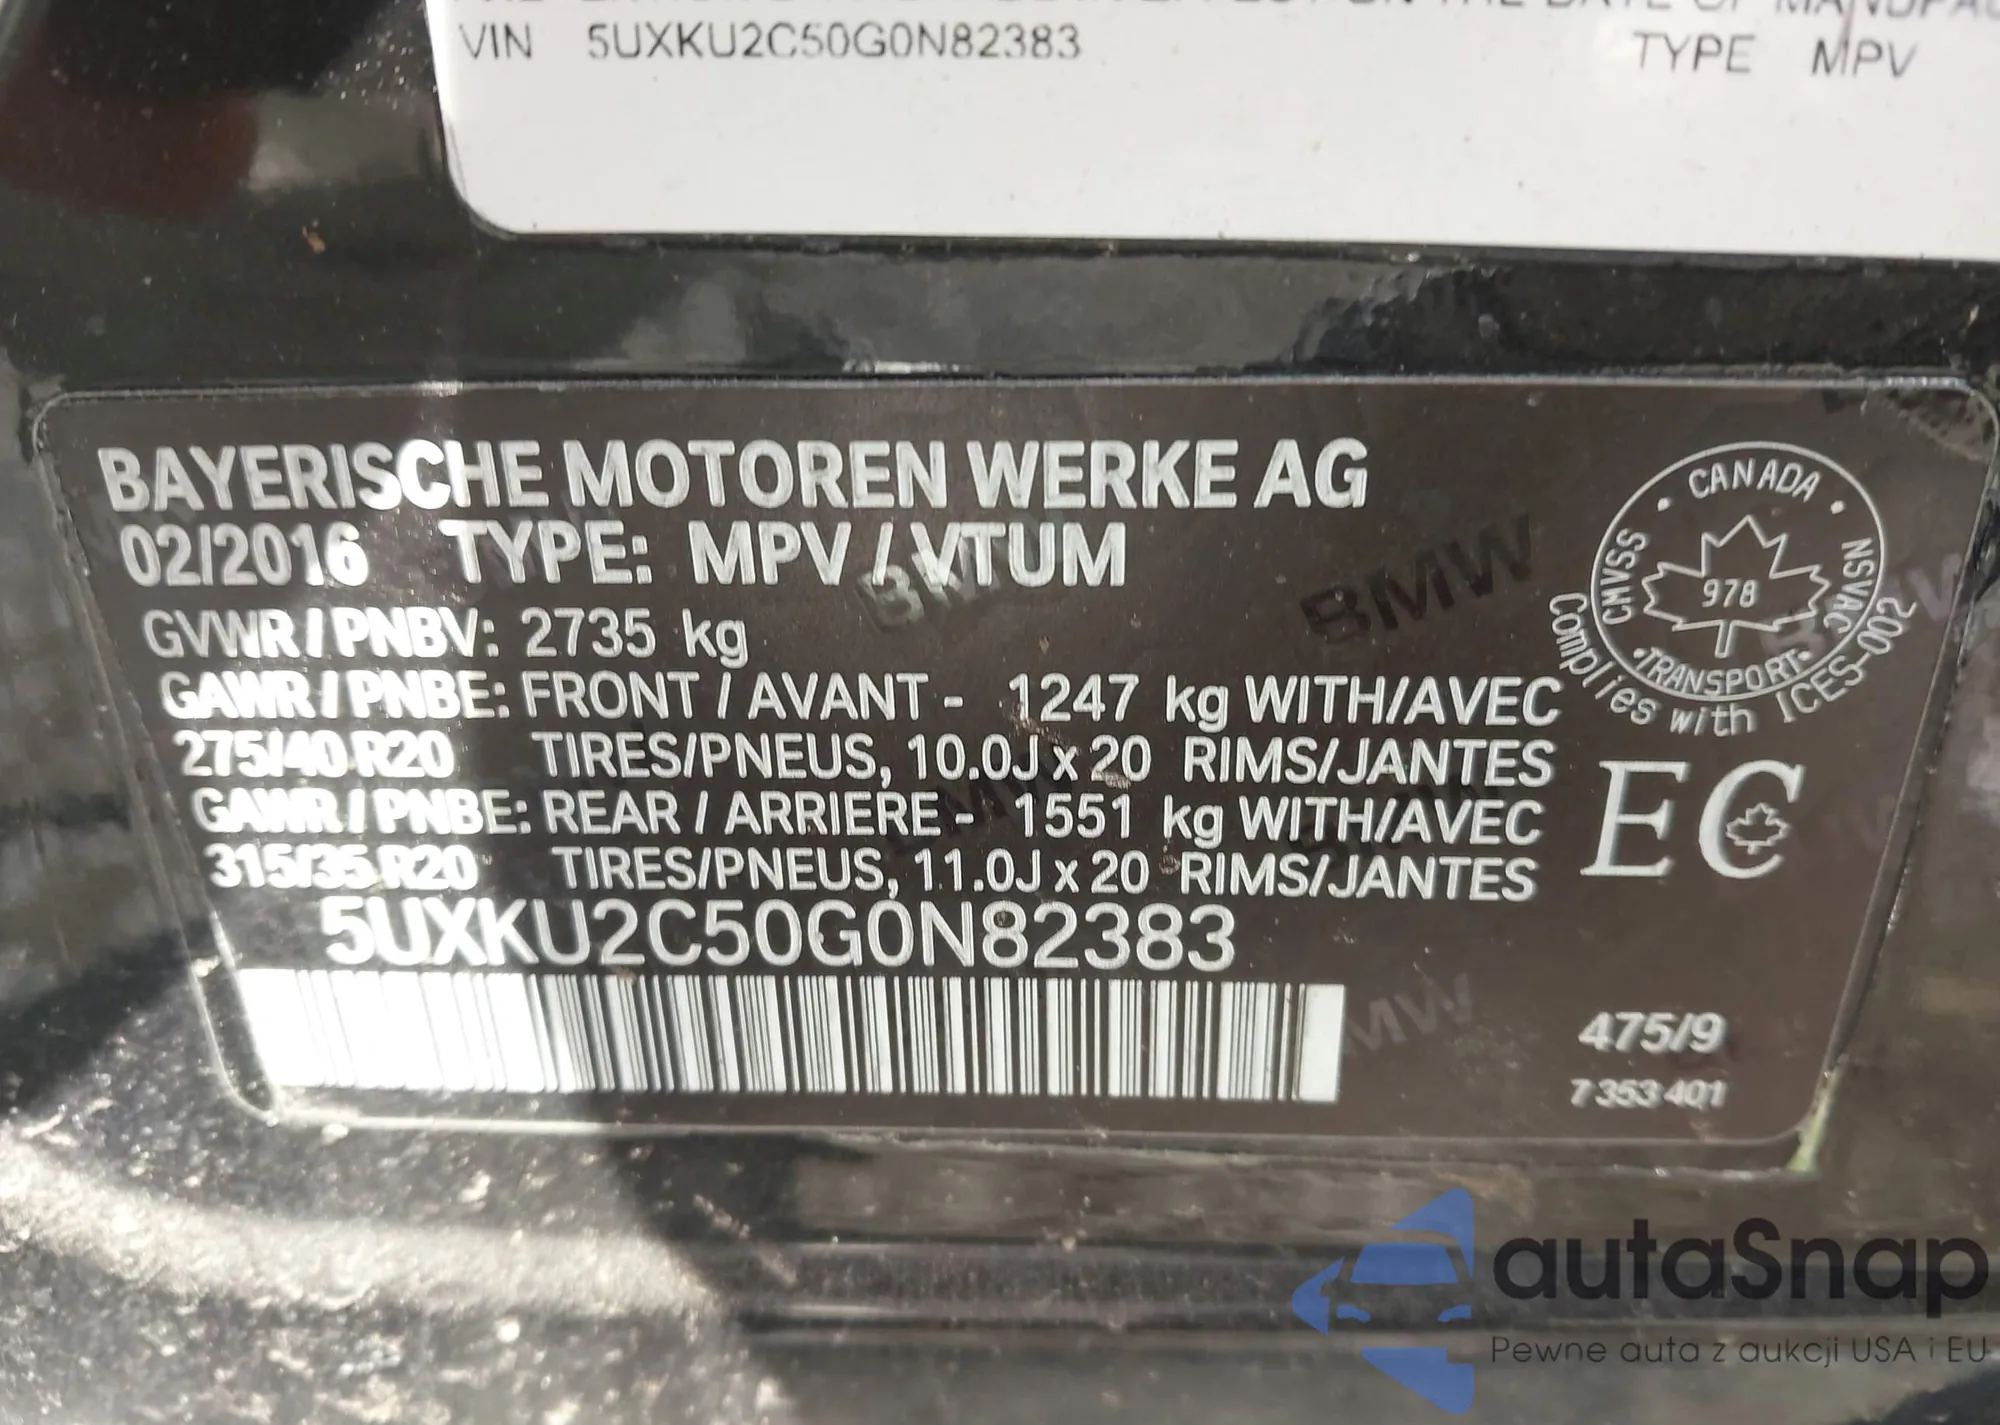 VIN 5UXKU2C50G0N82383
TYPE MPV
BAYERISCHE MOTOREN WERKE AG
02/2016 TYPE: MPV / VTUM
GVWR / PNBV: 2735 kg
GAWR / PNBE: FRONT / AVANT - 1247 kg WITH/AVEC
275/40 R20 TIRES/PNEUS, 10.0J x 20 RIMS/JANTES
GAWR / PNBE: REAR / ARRIERE - 1551 kg WITH/AVEC
315/35 R20 TIRES/PNEUS, 11.0J x 20 RIMS/JANTES
5UXKU2C50G0N82383
CANADA
CMVSS
978
NSVAC
TRANSPORT
Complies with ICES-002
EC
475/9
7 353 401
BMW
BMW
autaSnap
Pewne auta z aukcji USA i EU